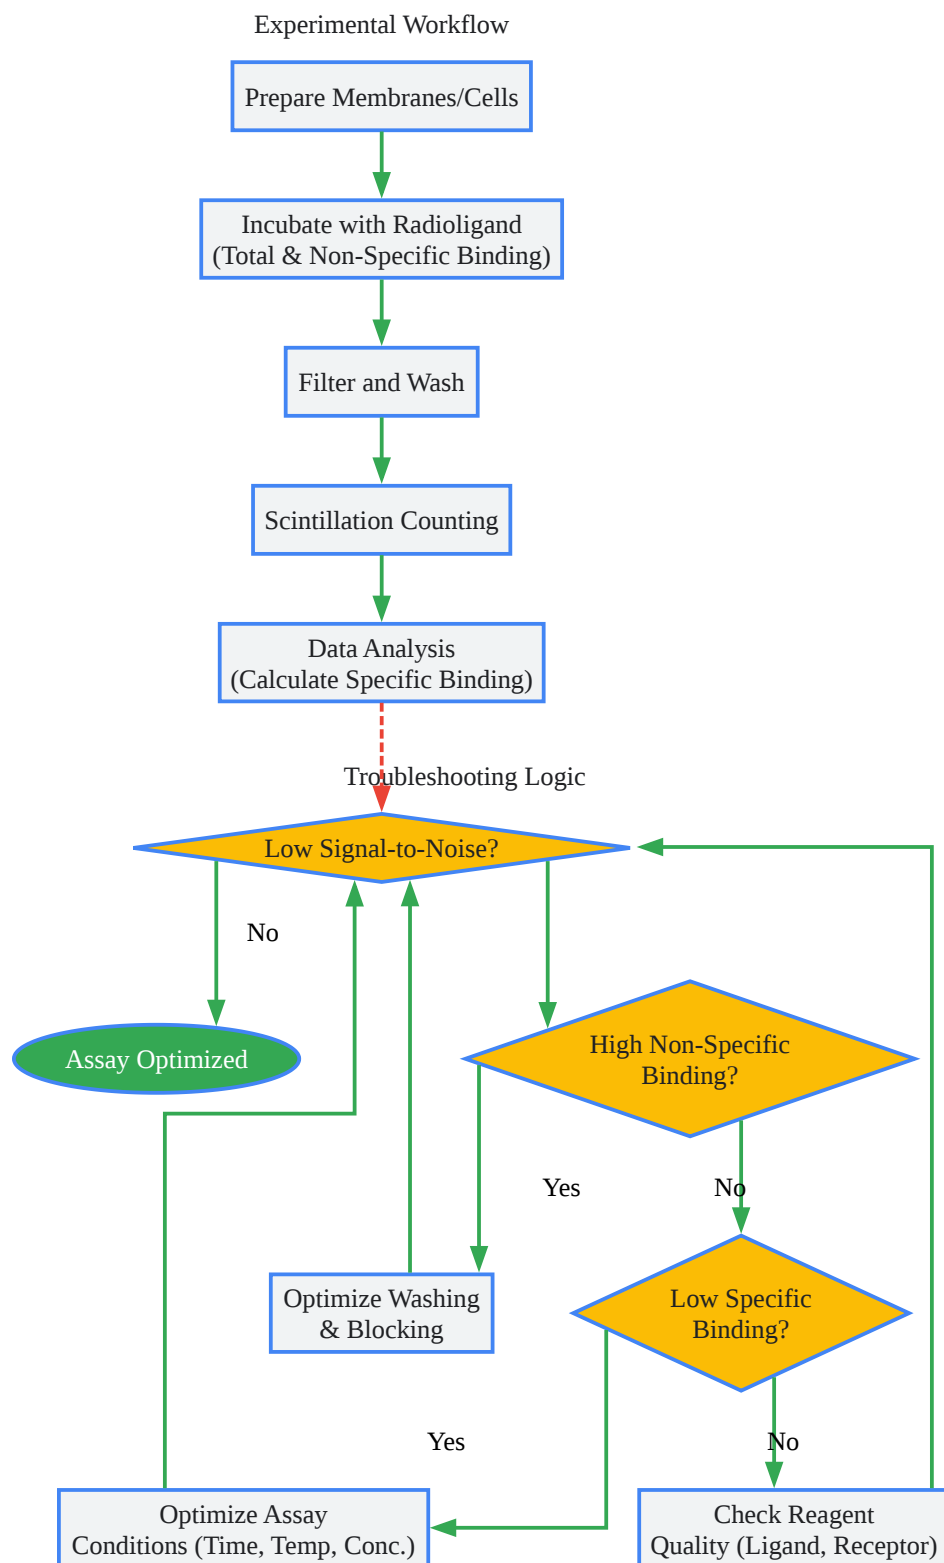 Experimental Workflow
Prepare Membranes/Cells
Incubate with Radioligand
(Total & Non-Specific Binding)
Filter and Wash
Scintillation Counting
Data Analysis
(Calculate Specific Binding)
Troubleshooting Logic
Low Signal-to-Noise?
No
Assay Optimized
High Non-Specific
Binding?
Yes
No
Optimize Washing
& Blocking
Low Specific
Binding?
Yes
No
Optimize Assay
Conditions (Time, Temp, Conc.)
Check Reagent
Quality (Ligand, Receptor)